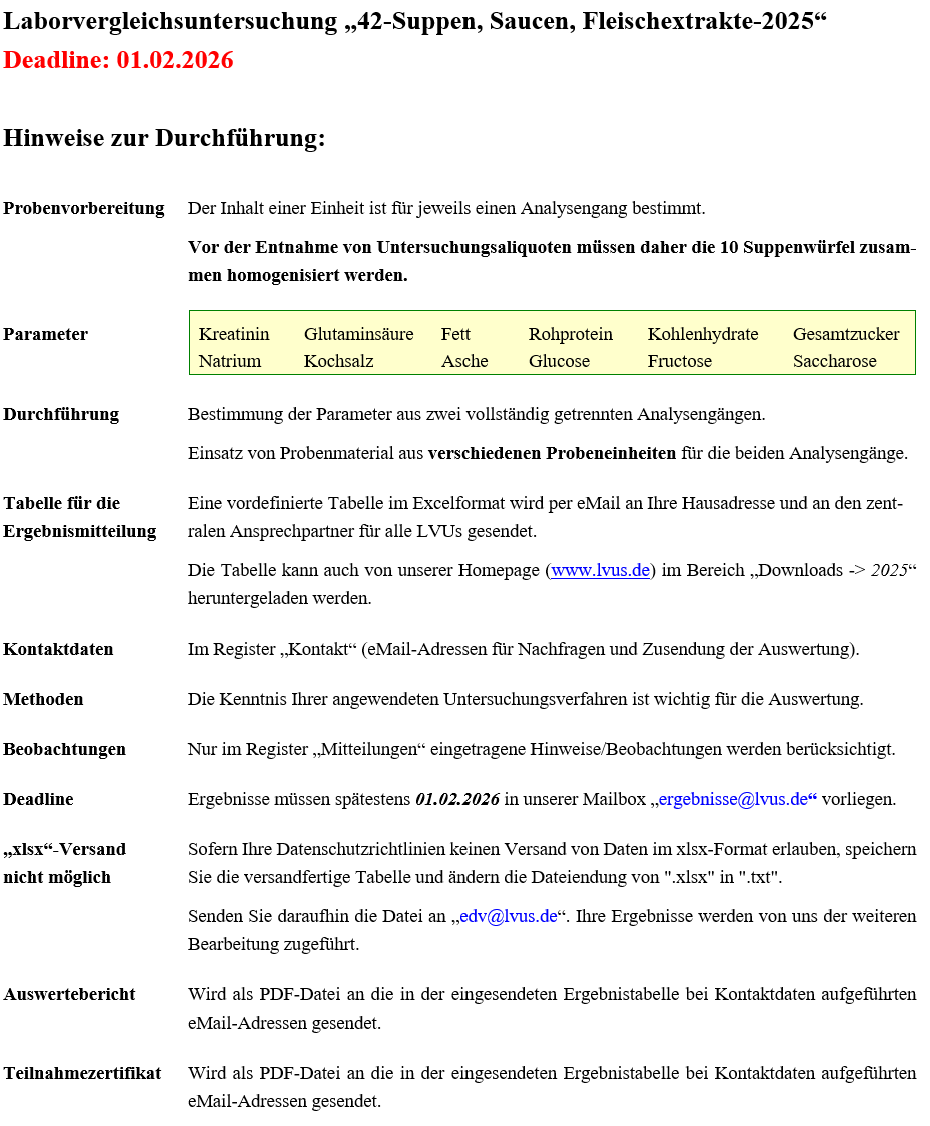 Laborvergleichsuntersuchung „42-Suppen, Saucen, Fleischextrakte-2025“
Deadline: 01.02.2026
Hinweise zur Durchführung:
Probenvorbereitung Der Inhalt einer Einheit ist für jeweils einen Analysengang bestimmt.
Vor der Entnahme von Untersuchungsaliquoten müssen daher die 10 Suppenwürfel zusam-
men homogenisiert werden.
Parameter Kreatinin Glutaminsäure Fett Rohprotein Kohlenhydrate Gesamtzucker
Natrium Kochsalz Asche Glucose Fructose Saccharose
Durchführung Bestimmung der Parameter aus zwei vollständig getrennten Analysengängen.
Einsatz von Probenmaterial aus verschiedenen Probeneinheiten für die beiden Analysengänge.
Tabelle für die Eine vordefinierte Tabelle im Excelformat wird per eMail an Ihre Hausadresse und an den zent-
Ergebnismitteilung ralen Ansprechpartner für alle LVUs gesendet.
Die Tabelle kann auch von unserer Homepage (www.lvus.de) im Bereich „Downloads -> 2025“
heruntergeladen werden.
Kontaktdaten Im Register „Kontakt“ (eMail-Adressen für Nachfragen und Zusendung der Auswertung).
Methoden Die Kenntnis Ihrer angewendeten Untersuchungsverfahren ist wichtig für die Auswertung.
Beobachtungen Nur im Register „Mitteilungen“ eingetragene Hinweise/Beobachtungen werden berücksichtigt.
Deadline Ergebnisse müssen spätestens 01.02.2026 in unserer Mailbox „ergebnisse@lvus.de“ vorliegen.
„xlsx“-Versand Sofern Ihre Datenschutzrichtlinien keinen Versand von Daten im xlsx-Format erlauben, speichern
nicht möglich Sie die versandfertige Tabelle und ändern die Dateiendung von ".xlsx" in ".txt".
Senden Sie daraufhin die Datei an „edv@lvus.de“. Ihre Ergebnisse werden von uns der weiteren
Bearbeitung zugeführt.
Auswertebericht Wird als PDF-Datei an die in der eingesendeten Ergebnistabelle bei Kontaktdaten aufgeführten
eMail-Adressen gesendet.
Teilnahmezertifikat Wird als PDF-Datei an die in der eingesendeten Ergebnistabelle bei Kontaktdaten aufgeführten
eMail-Adressen gesendet.